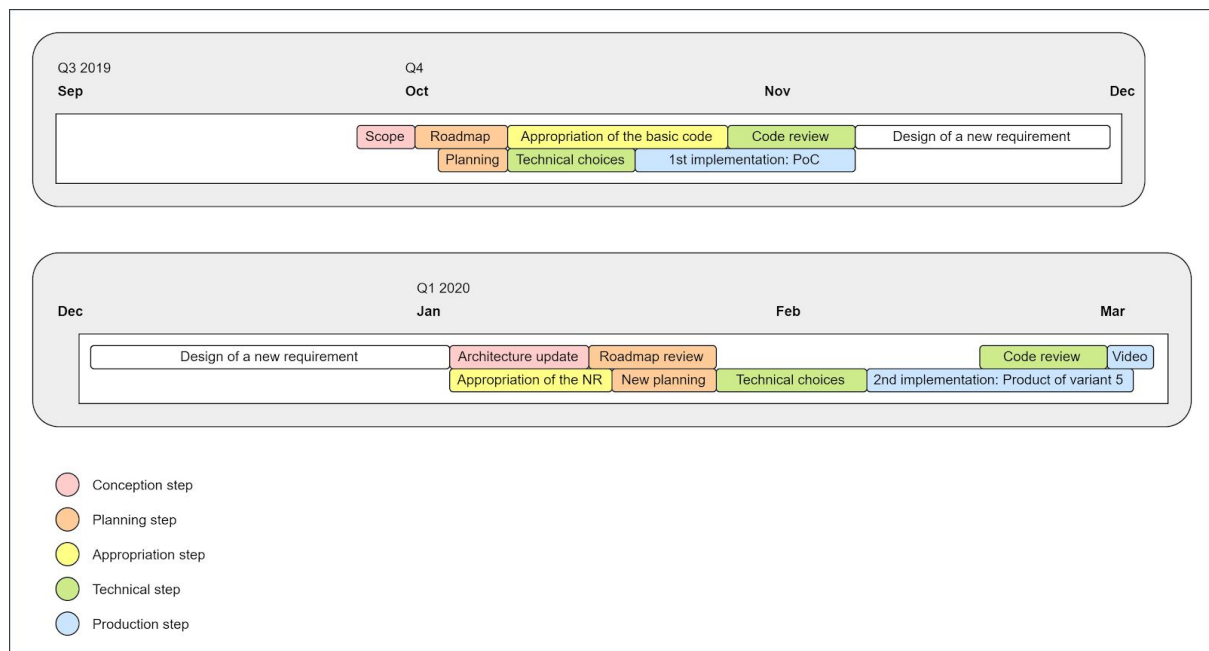 Q3 2019
Q4
Sep
Oct
Nov
Dec
Scope
Roadmap
Appropriation of the basic code
Code review
Design of a new requirement
Planning
Technical choices
1st implementation: PoC
Q1 2020
Dec
Jan
Feb
Mar
Design of a new requirement
Architecture update
Roadmap review
Code review
Video
Appropriation of the NR
New planning
Technical choices
2nd implementation: Product of variant 5
Conception step
Planning step
Appropriation step
Technical step
Production step